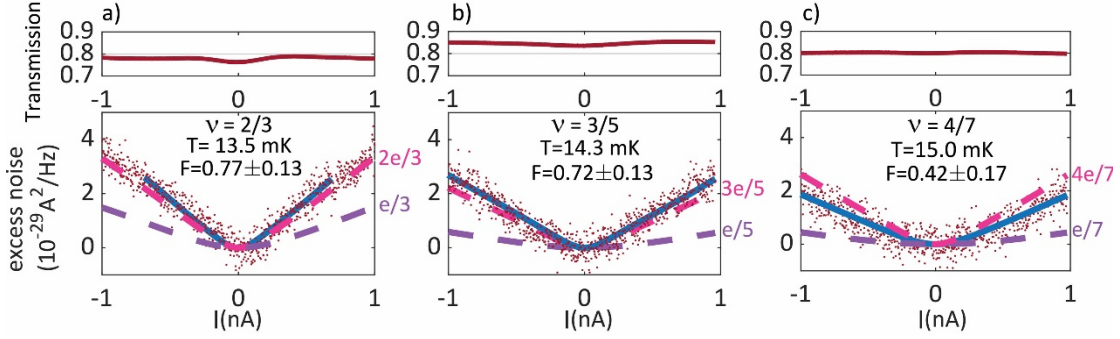 a)
b)
c)
Transmission
0.9
0.8
0.7
-1
0
1
0.9
0.8
0.7
-1
0
1
0.9
0.8
0.7
-1
0
1
excess noise
(10⁻²⁹A²/Hz)
4
2
0
ν = 2/3
T= 13.5 mK
F=0.77±0.13
2e/3
e/3
-1
0
1
I(nA)
4
2
0
ν = 3/5
T=14.3 mK
F=0.72±0.13
3e/5
e/5
-1
0
1
I(nA)
4
2
0
ν = 4/7
T=15.0 mK
F=0.42±0.17
4e/7
e/7
-1
0
1
I(nA)